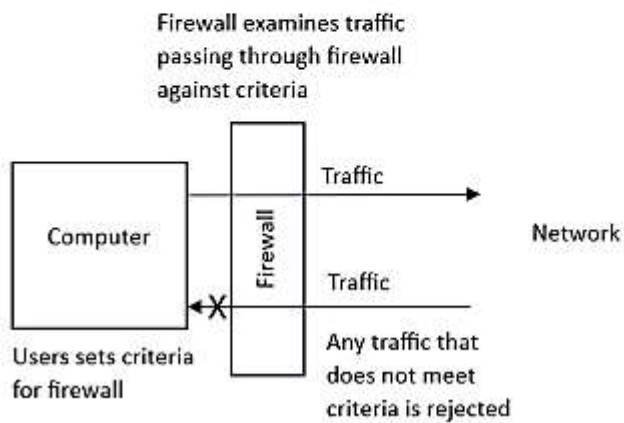 Firewall examines traffic
passing through firewall
against criteria
Traffic
Computer
Firewall
Network
Traffic
X
Users sets criteria
for firewall
Any traffic that
does not meet
criteria is rejected